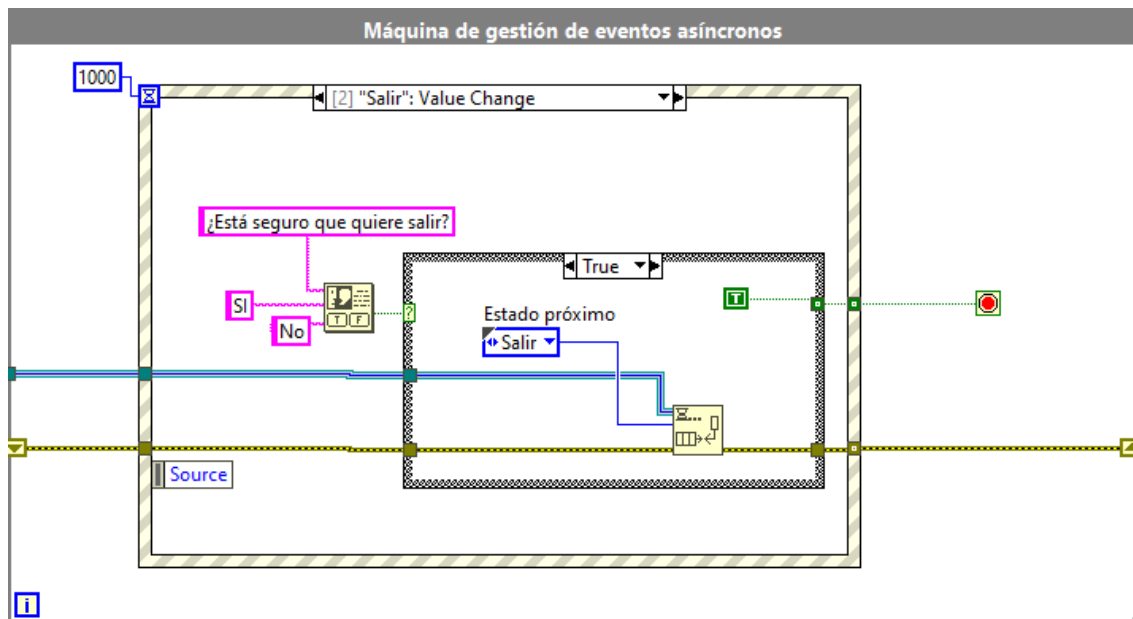 Máquina de gestión de eventos asíncronos
1000
[2] "Salir": Value Change
¿Está seguro que quiere salir?
True
SI
T F
?
T
No
Estado próximo
Salir
Source
i